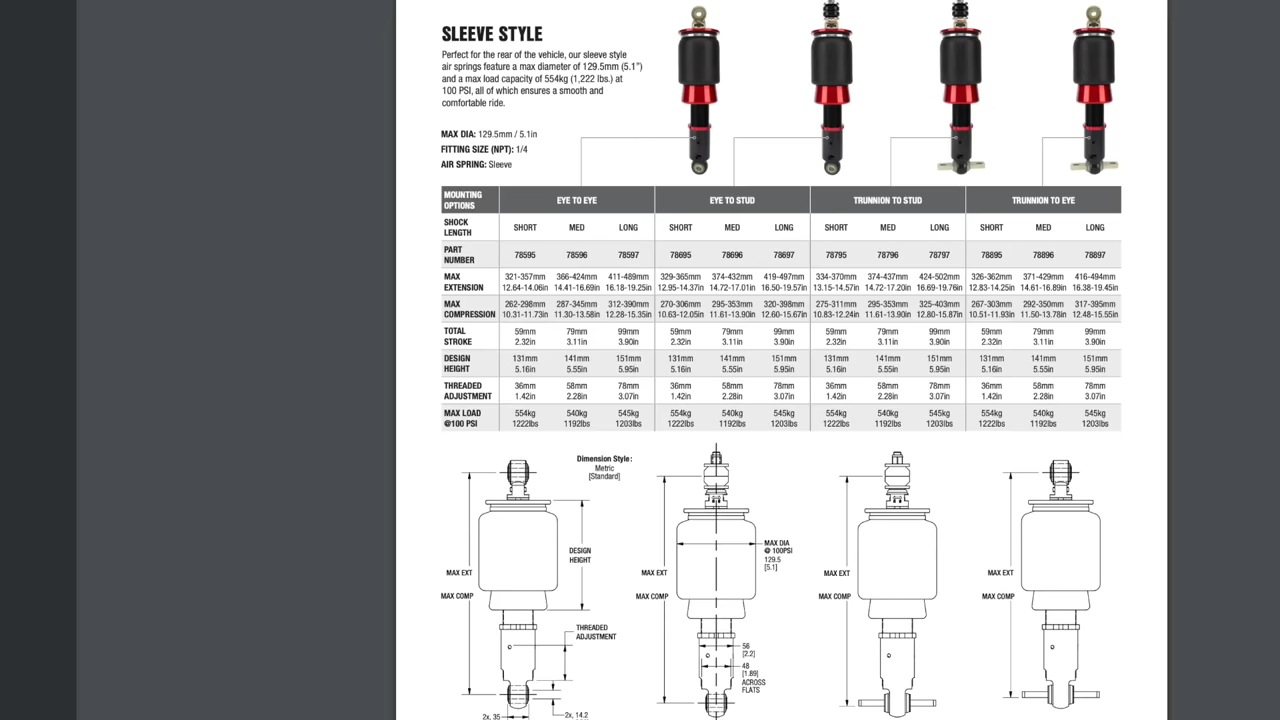 SLEEVE STYLE
Perfect for the rear of the vehicle, our sleeve style
air springs feature a max diameter of 129.5mm (5.1”)
and a max load capacity of 554kg (1,222 lbs.) at
100 PSI, all of which ensures a smooth and
comfortable ride.
MAX DIA: 129.5mm / 5.1in
FITTING SIZE (NPT): 1/4
AIR SPRING: Sleeve
MOUNTING OPTIONS EYE TO EYE EYE TO STUD TRUNNION TO STUD TRUNNION TO EYE
SHOCK LENGTH SHORT MED LONG SHORT MED LONG SHORT MED LONG SHORT MED LONG
PART NUMBER 78595 78596 78597 78695 78696 78697 78795 78796 78797 78895 78896 78897
MAX 321-357mm 366-424mm 411-489mm 329-365mm 374-432mm 419-497mm 334-370mm 374-437mm 424-502mm 326-362mm 371-429mm 416-494mm
EXTENSION 12.64-14.06in 14.41-16.69in 16.18-19.25in 12.95-14.37in 14.72-17.01in 16.50-19.57in 13.15-14.57in 14.72-17.20in 16.69-19.76in 12.83-14.25in 14.61-16.89in 16.38-19.45in
MAX 262-298mm 287-345mm 312-390mm 270-306mm 295-353mm 320-398mm 275-311mm 295-353mm 325-403mm 267-303mm 292-350mm 317-395mm
COMPRESSION 10.31-11.73in 11.30-13.58in 12.28-15.35in 10.63-12.05in 11.61-13.90in 12.60-15.67in 10.83-12.24in 11.61-13.90in 12.80-15.87in 10.51-11.93in 11.50-13.78in 12.48-15.55in
TOTAL 59mm 79mm 99mm 59mm 79mm 99mm 59mm 79mm 99mm 59mm 79mm 99mm
STROKE 2.32in 3.11in 3.90in 2.32in 3.11in 3.90in 2.32in 3.11in 3.90in 2.32in 3.11in 3.90in
DESIGN 131mm 141mm 151mm 131mm 141mm 151mm 131mm 141mm 151mm 131mm 141mm 151mm
HEIGHT 5.16in 5.55in 5.95in 5.16in 5.55in 5.95in 5.16in 5.55in 5.95in 5.16in 5.55in 5.95in
THREADED 36mm 58mm 78mm 36mm 58mm 78mm 36mm 58mm 78mm 36mm 58mm 78mm
ADJUSTMENT 1.42in 2.28in 3.07in 1.42in 2.28in 3.07in 1.42in 2.28in 3.07in 1.42in 2.28in 3.07in
MAX LOAD 554kg 540kg 545kg 554kg 540kg 545kg 554kg 540kg 545kg 554kg 540kg 545kg
@100 PSI 1222lbs 1192lbs 1203lbs 1222lbs 1192lbs 1203lbs 1222lbs 1192lbs 1203lbs 1222lbs 1192lbs 1203lbs
Dimension Style:
Metric
[Standard]
DESIGN
HEIGHT
MAX EXT
MAX COMP
THREADED
ADJUSTMENT
2x, 35
2x, 14.2
MAX DIA
@ 100PSI
129.5
[5.1]
MAX EXT
MAX COMP
56
[2.2]
48
[1.89]
ACROSS
FLATS
MAX EXT
MAX COMP
MAX EXT
MAX COMP